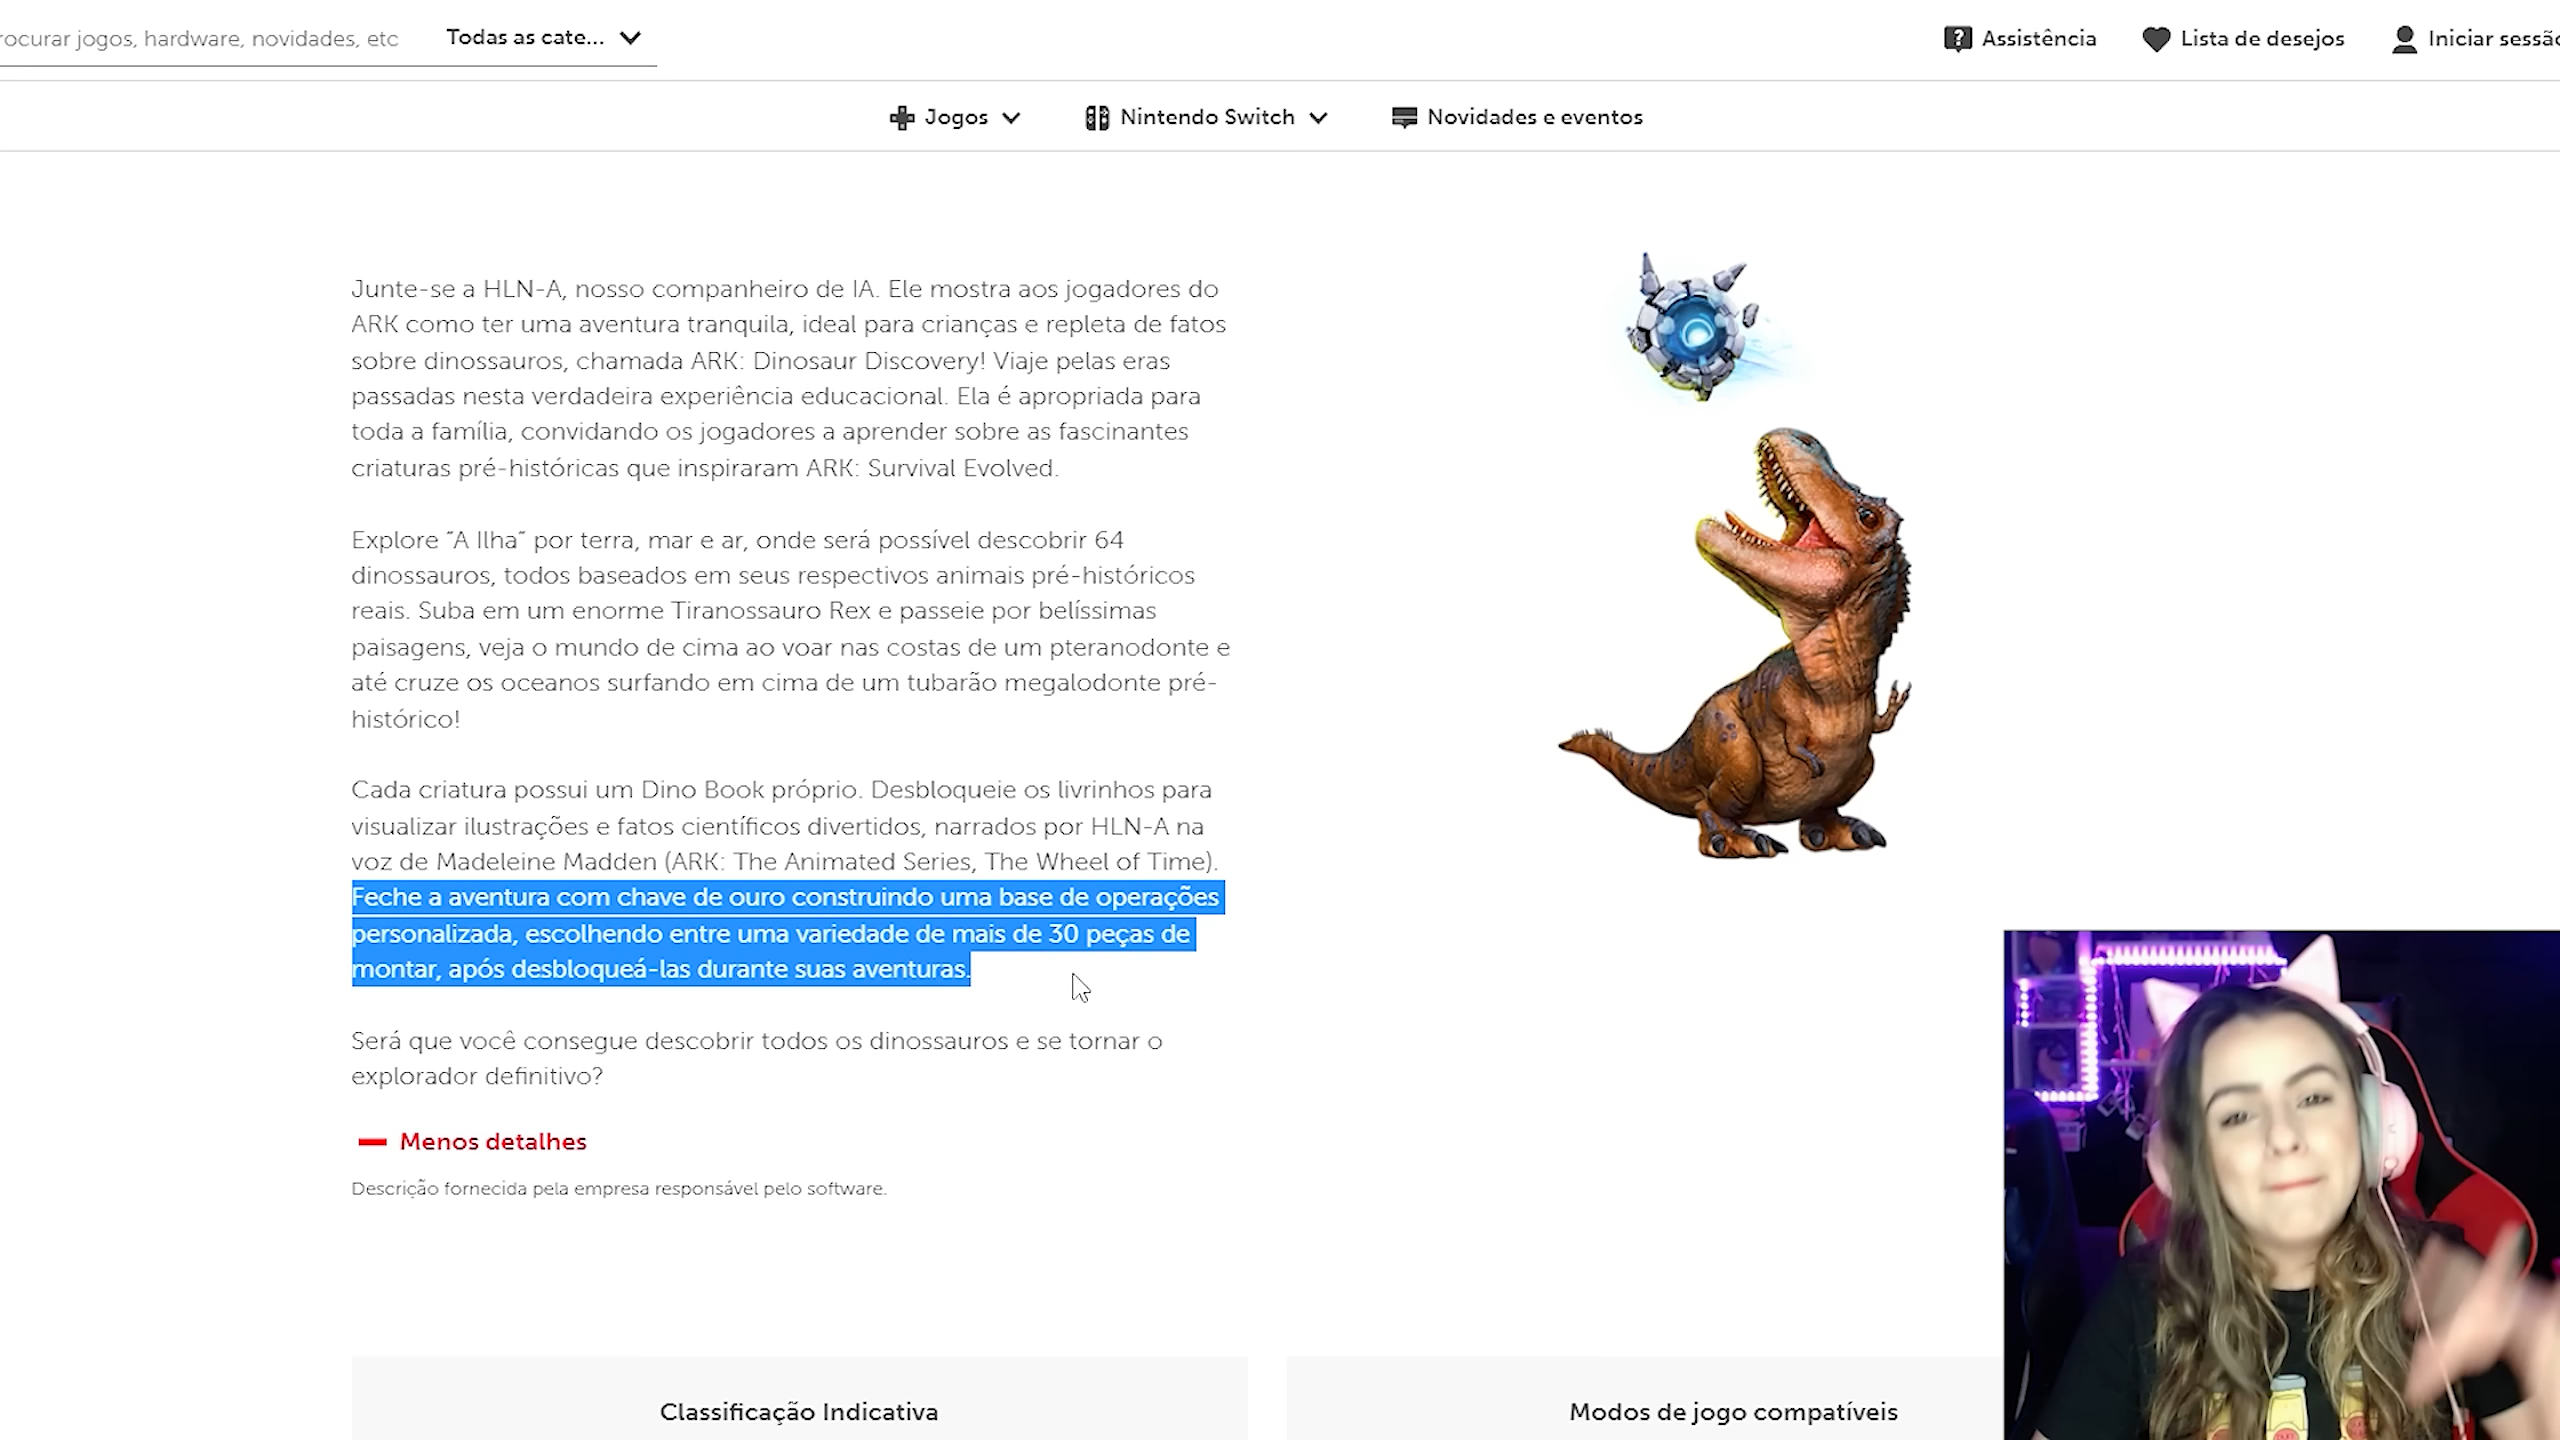 rocurar jogos, hardware, novidades, etc
Todas as cate...
Assistência
Lista de desejos
Iniciar sessão
Jogos
Nintendo Switch
Novidades e eventos
Junte-se a HLN-A, nosso companheiro de IA. Ele mostra aos jogadores do
ARK como ter uma aventura tranquila, ideal para crianças e repleta de fatos
sobre dinossauros, chamada ARK: Dinosaur Discovery! Viaje pelas eras
passadas nesta verdadeira experiência educacional. Ela é apropriada para
toda a família, convidando os jogadores a aprender sobre as fascinantes
criaturas pré-históricas que inspiraram ARK: Survival Evolved.
Explore “A Ilha” por terra, mar e ar, onde será possível descobrir 64
dinossauros, todos baseados em seus respectivos animais pré-históricos
reais. Suba em um enorme Tiranossauro Rex e passeie por belíssimas
paisagens, veja o mundo de cima ao voar nas costas de um pteranodonte e
até cruze os oceanos surfando em cima de um tubarão megalodonte pré-
histórico!
Cada criatura possui um Dino Book próprio. Desbloqueie os livrinhos para
visualizar ilustrações e fatos científicos divertidos, narrados por HLN-A na
voz de Madeleine Madden (ARK: The Animated Series, The Wheel of Time).
Feche a aventura com chave de ouro construindo uma base de operações
personalizada, escolhendo entre uma variedade de mais de 30 peças de
montar, após desbloqueá-las durante suas aventuras.
Será que você consegue descobrir todos os dinossauros e se tornar o
explorador definitivo?
Menos detalhes
Descrição fornecida pela empresa responsável pelo software.
Classificação Indicativa
Modos de jogo compatíveis